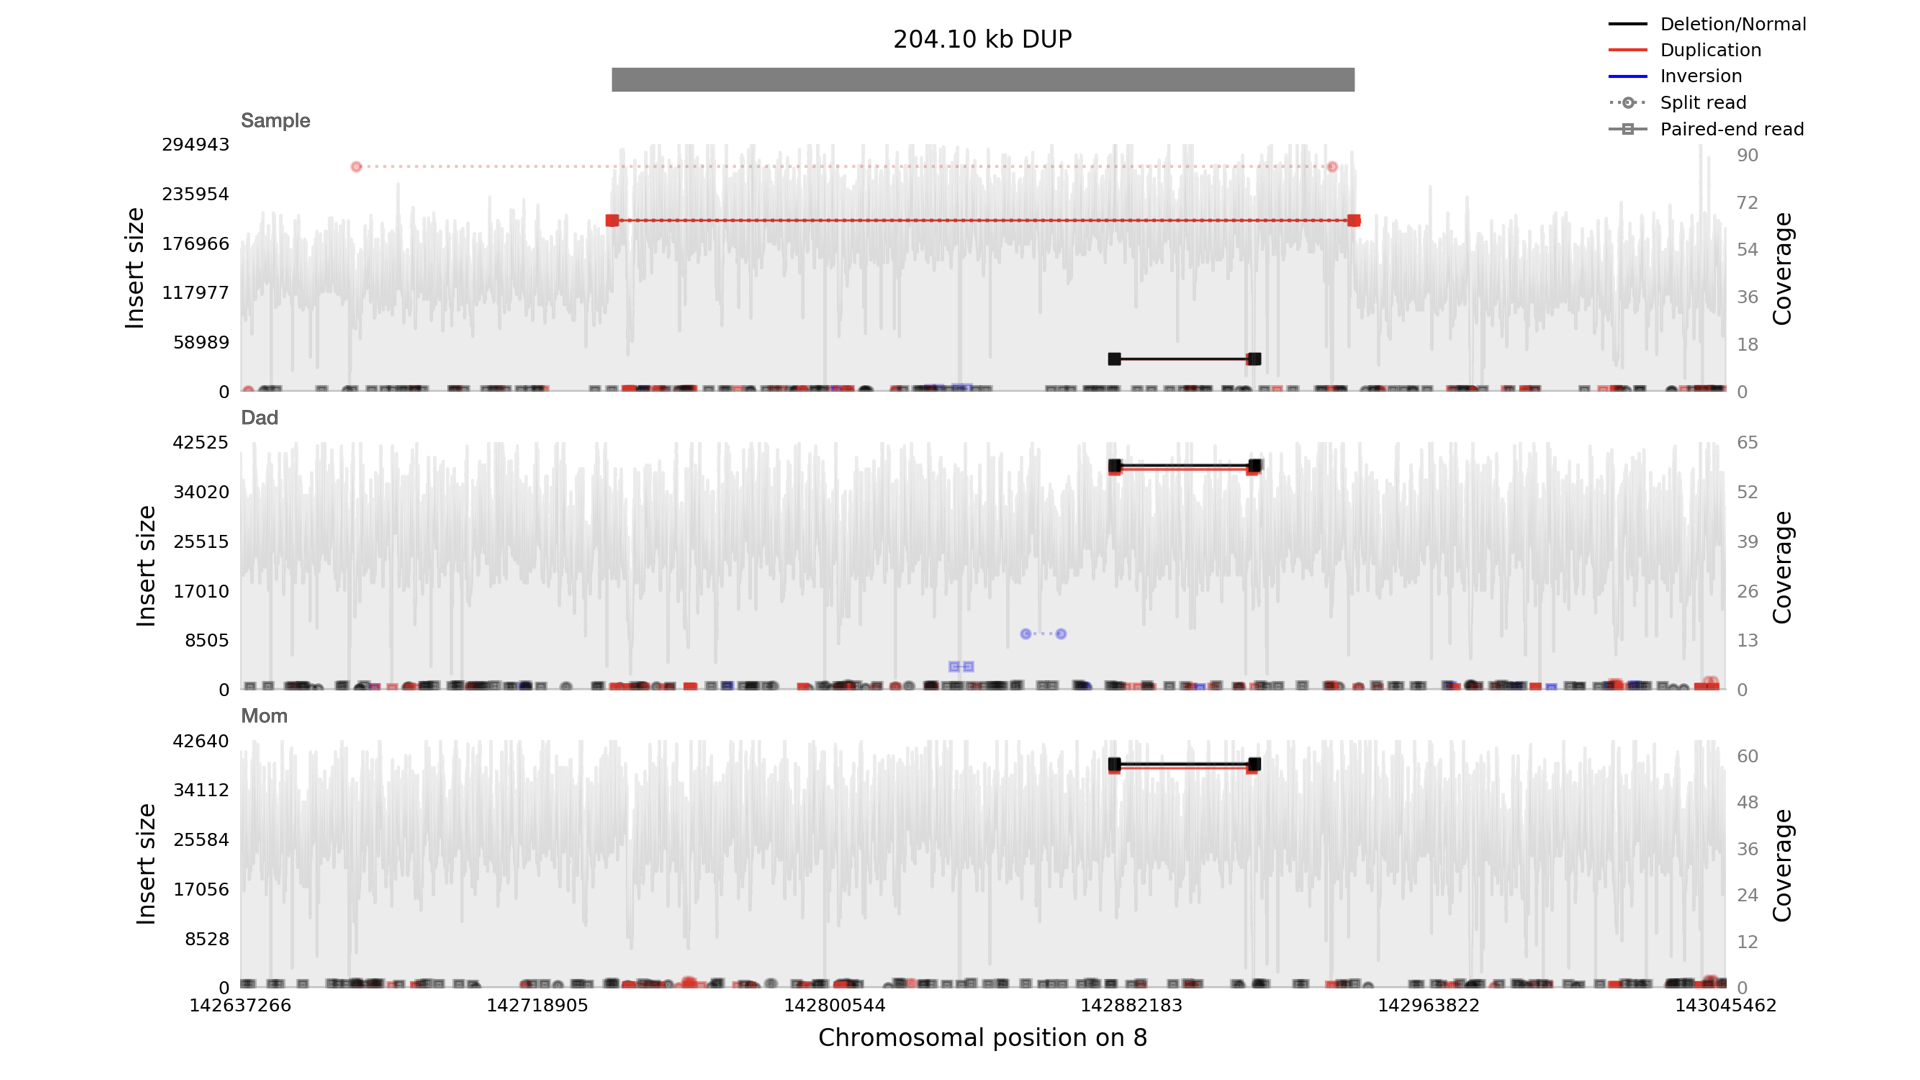 204.10 kb DUP
Deletion/Normal
Duplication
Inversion
Split read
Paired-end read
Sample
294943
235954
176966
117977
58989
0
Insert size
90
72
54
36
18
0
Coverage
Dad
42525
34020
25515
17010
8505
0
Insert size
65
52
39
26
13
0
Coverage
Mom
42640
34112
25584
17056
8528
0
Insert size
60
48
36
24
12
0
Coverage
142637266 142718905 142800544 142882183 142963822 143045462
Chromosomal position on 8